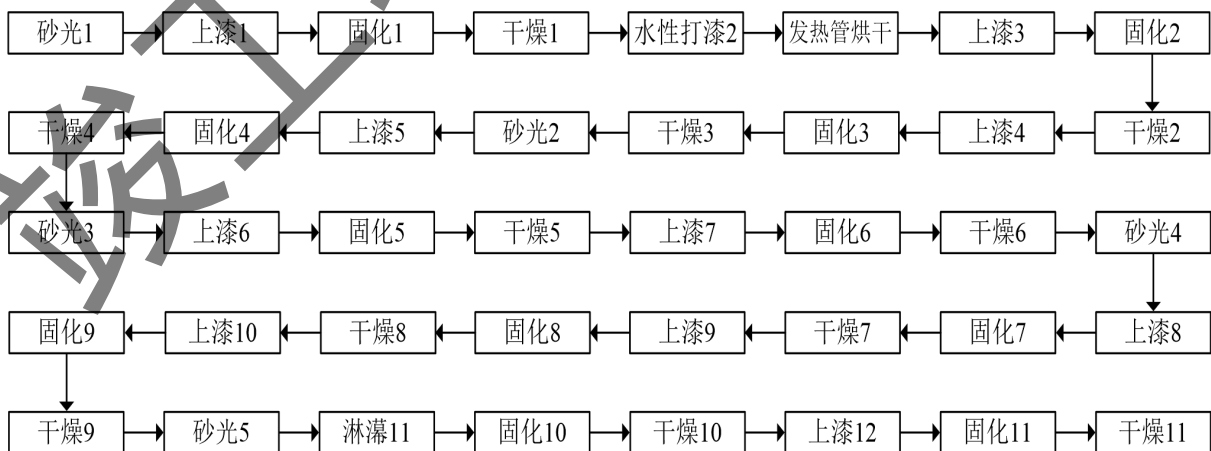 砂光1 上漆1 固化1 干燥1 水性打漆2 发热管烘干 上漆3 固化2
干燥4 固化4 上漆5 砂光2 干燥3 固化3 上漆4 干燥2
砂光3 上漆6 固化5 干燥5 上漆7 固化6 干燥6 砂光4
固化9 上漆10 干燥8 固化8 上漆9 干燥7 固化7 上漆8
干燥9 砂光5 淋幕11 固化10 干燥10 上漆12 固化11 干燥11